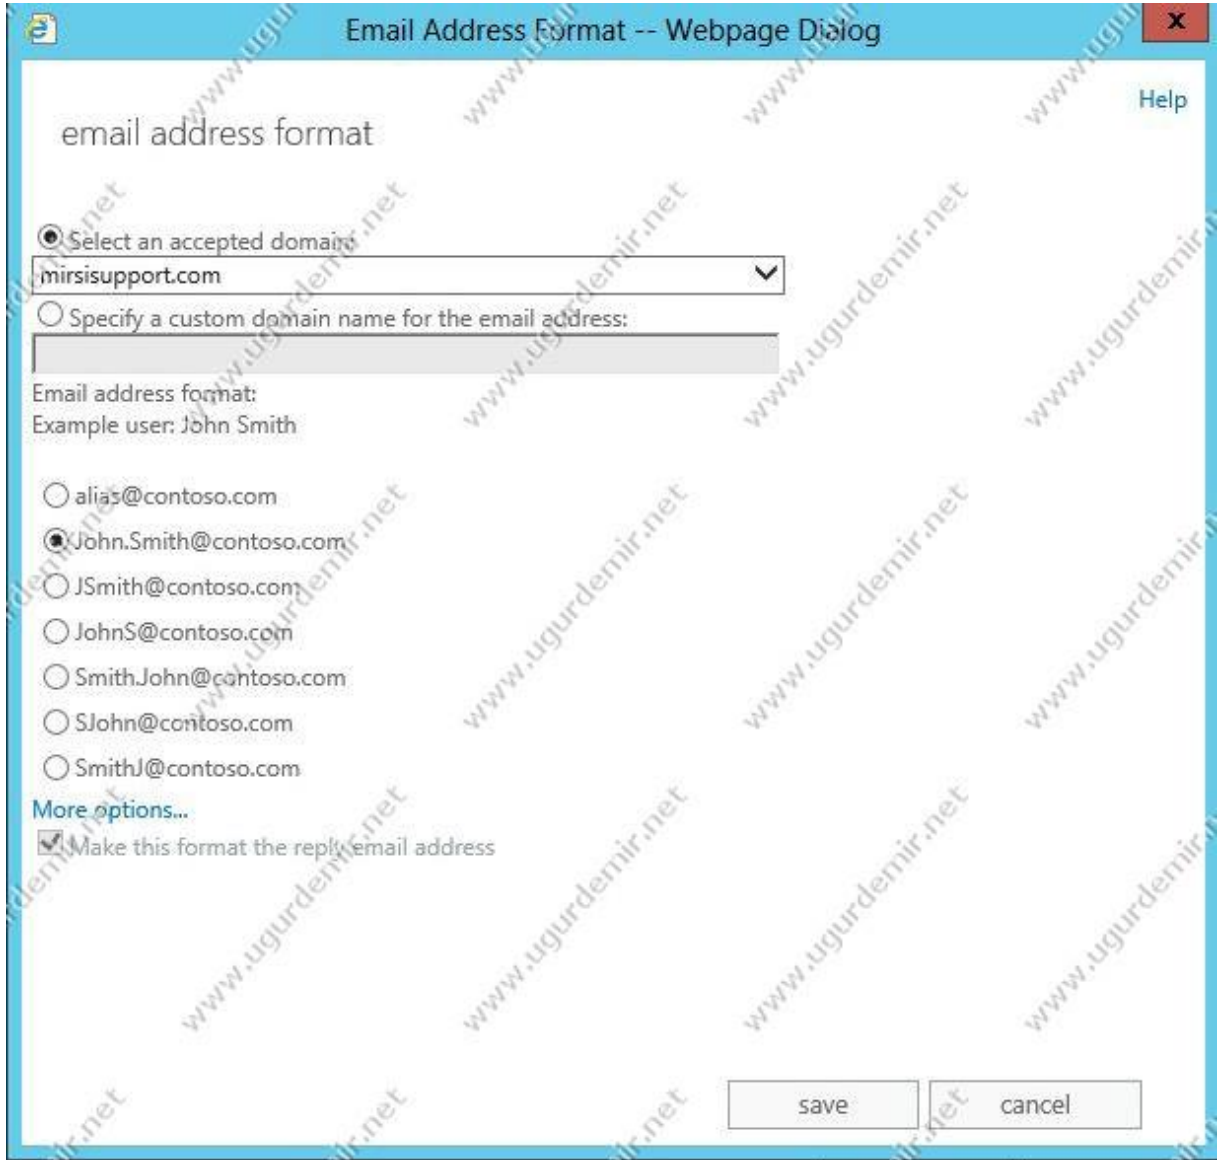 Email Address Format -- Webpage Dialog
x
Help
email address format
Select an accepted domain:
mirsisupport.com
Specify a custom domain name for the email address:
Email address format:
Example user: John Smith
alias@contoso.com
John.Smith@contoso.com
JSmith@contoso.com
JohnS@contoso.com
Smith.John@contoso.com
SJohn@contoso.com
SmithJ@contoso.com
More options...
Make this format the reply email address
save cancel
www.ugurdemir.net